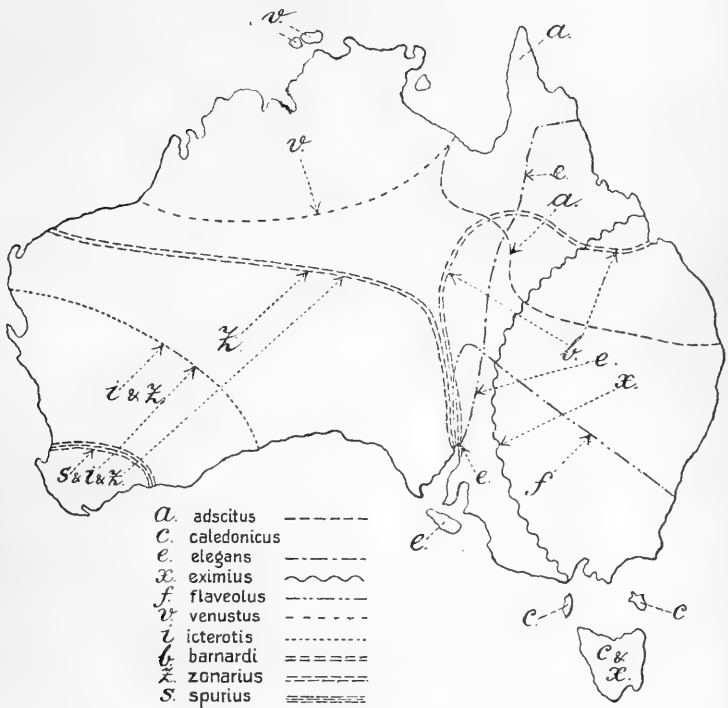 v.
a.
v.
e.
a.
z.
b.
e.
i & z.
x.
s & i & z.
f
e.
e.
a. adscitus
c. caledonicus
e. elegans
x. eximius
f. flaveolus
v. venustus
i icterotis
b. barnardi
z. zonarius
s. spurius
c.
c
c &
x.